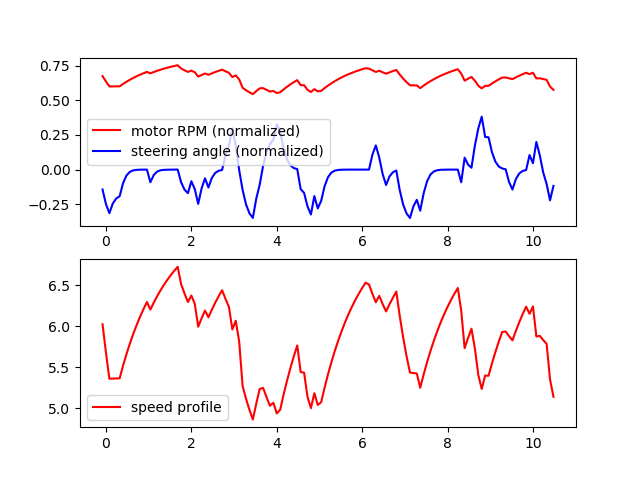 0.75
0.50
0.25
0.00
−0.25
motor RPM (normalized)
steering angle (normalized)
0 2 4 6 8 10
6.5
6.0
5.5
5.0
speed profile
0 2 4 6 8 10